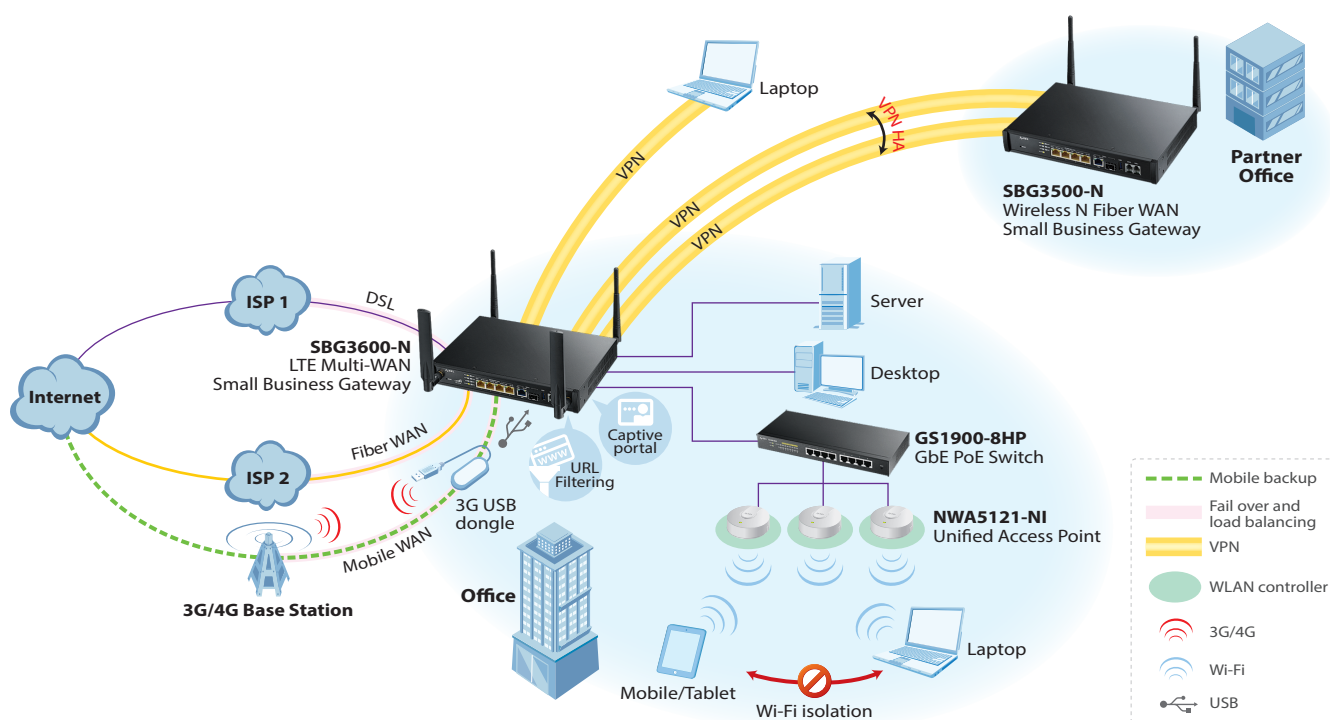 Laptop
VPN
VPN HA
VPN
VPN
SBG3500-N
Wireless N Fiber WAN
Small Business Gateway
Partner
Office
ISP 1
DSL
SBG3600-N
LTE Multi-WAN
Small Business Gateway
Internet
Fiber WAN
ISP 2
3G USB
dongle
Mobile WAN
3G/4G Base Station
WWW
URL
Filtering
Captive
portal
Server
Desktop
GS1900-8HP
GbE PoE Switch
NWA5121-NI
Unified Access Point
Office
Mobile/Tablet
Laptop
Wi-Fi isolation
Mobile backup
Fail over and
load balancing
VPN
WLAN controller
3G/4G
Wi-Fi
USB